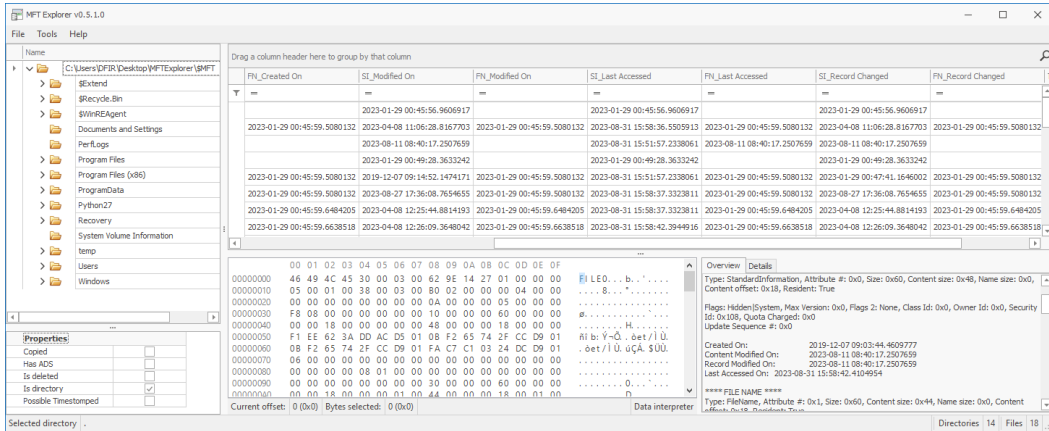 MFT Explorer v0.5.1.0
File Tools Help
Name
C:\Users\DFIR\Desktop\MFTExplorer\$MFT
$Extend
$Recycle.Bin
$WinREAgent
Documents and Settings
PerfLogs
Program Files
Program Files (x86)
ProgramData
Python27
Recovery
System Volume Information
temp
Users
Windows
Properties
Copied
Has ADS
Is deleted
Is directory
Possible Timestomped
Drag a column header here to group by that column
FN_Created On SI_Modified On FN_Modified On SI_Last Accessed FN_Last Accessed SI_Record Changed FN_Record Changed
= = = = = = =
2023-01-29 00:45:56.9606917 2023-01-29 00:45:56.9606917 2023-01-29 00:45:56.9606917
2023-01-29 00:45:59.5080132 2023-04-08 11:06:28.8167703 2023-01-29 00:45:59.5080132 2023-08-31 15:58:36.5505913 2023-01-29 00:45:59.5080132 2023-04-08 11:06:28.8167703 2023-01-29 00:45:59.5080132
2023-08-11 08:40:17.2507659 2023-08-31 15:51:57.2338061 2023-08-11 08:40:17.2507659 2023-08-11 08:40:17.2507659
2023-01-29 00:49:28.3633242 2023-01-29 00:49:28.3633242 2023-01-29 00:49:28.3633242
2023-01-29 00:45:59.5080132 2019-12-07 09:14:52.1474171 2023-01-29 00:45:59.5080132 2023-08-31 15:51:57.2338061 2023-01-29 00:45:59.5080132 2023-01-29 00:47:41.1646002 2023-01-29 00:45:59.5080132
2023-01-29 00:45:59.5080132 2023-08-27 17:36:08.7654655 2023-01-29 00:45:59.5080132 2023-08-31 15:58:37.3323811 2023-01-29 00:45:59.5080132 2023-08-27 17:36:08.7654655 2023-01-29 00:45:59.5080132
2023-01-29 00:45:59.6484205 2023-04-08 12:25:44.8814193 2023-01-29 00:45:59.6484205 2023-08-31 15:58:37.3323811 2023-01-29 00:45:59.6484205 2023-04-08 12:25:44.8814193 2023-01-29 00:45:59.6484205
2023-01-29 00:45:59.6638518 2023-04-08 12:26:09.3648042 2023-01-29 00:45:59.6638518 2023-08-31 15:58:42.3944916 2023-01-29 00:45:59.6638518 2023-04-08 12:26:09.3648042 2023-01-29 00:45:59.6638518
00 01 02 03 04 05 06 07 08 09 0A 0B 0C 0D 0E 0F
00000000 46 49 4C 45 30 00 03 00 62 9E 14 27 01 00 00 00 FILE0...b..'....
00000010 05 00 01 00 38 00 03 00 B0 02 00 00 00 04 00 00 ....8...°.......
00000020 00 00 00 00 00 00 00 00 0A 00 00 00 05 00 00 00 ................
00000030 F8 08 00 00 00 00 00 00 10 00 00 00 60 00 00 00 ø...........`...
00000040 00 00 18 00 00 00 00 00 48 00 00 00 18 00 00 00 ........H.......
00000050 F1 EE 62 3A DD AC D5 01 0B F2 65 74 2F CC D9 01 ñîb:Ý¬Õ..òet/ÌÙ.
00000060 0B F2 65 74 2F CC D9 01 FA C7 C1 03 24 DC D9 01 .òet/ÌÙ.úÇÁ.$ÜÙ.
00000070 06 00 00 00 00 00 00 00 00 00 00 00 00 00 00 00 ................
00000080 00 00 00 00 08 01 00 00 00 00 00 00 00 00 00 00 ................
00000090 00 00 00 00 00 00 00 00 30 00 00 00 60 00 00 00 ........0...`...
000000A0 00 00 18 00 00 00 01 00 44 00 00 00 18 00 01 00 ........D.......
Current offset: 0 (0x0) Bytes selected: 0 (0x0) Data interpreter
Overview Details
Type: StandardInformation, Attribute #: 0x0, Size: 0x60, Content size: 0x48, Name size: 0x0,
Content offset: 0x18, Resident: True
Flags: Hidden|System, Max Version: 0x0, Flags 2: None, Class Id: 0x0, Owner Id: 0x0, Security
Id: 0x108, Quota Charged: 0x0
Update Sequence #: 0x0
Created On: 2019-12-07 09:03:44.4609777
Content Modified On: 2023-08-11 08:40:17.2507659
Record Modified On: 2023-08-11 08:40:17.2507659
Last Accessed On: 2023-08-31 15:58:42.4104954
**** FILE NAME ****
Type: FileName, Attribute #: 0x1, Size: 0x60, Content size: 0x44, Name size: 0x0, Content
offset: 0x18, Resident: True
Selected directory . Directories 14 Files 18